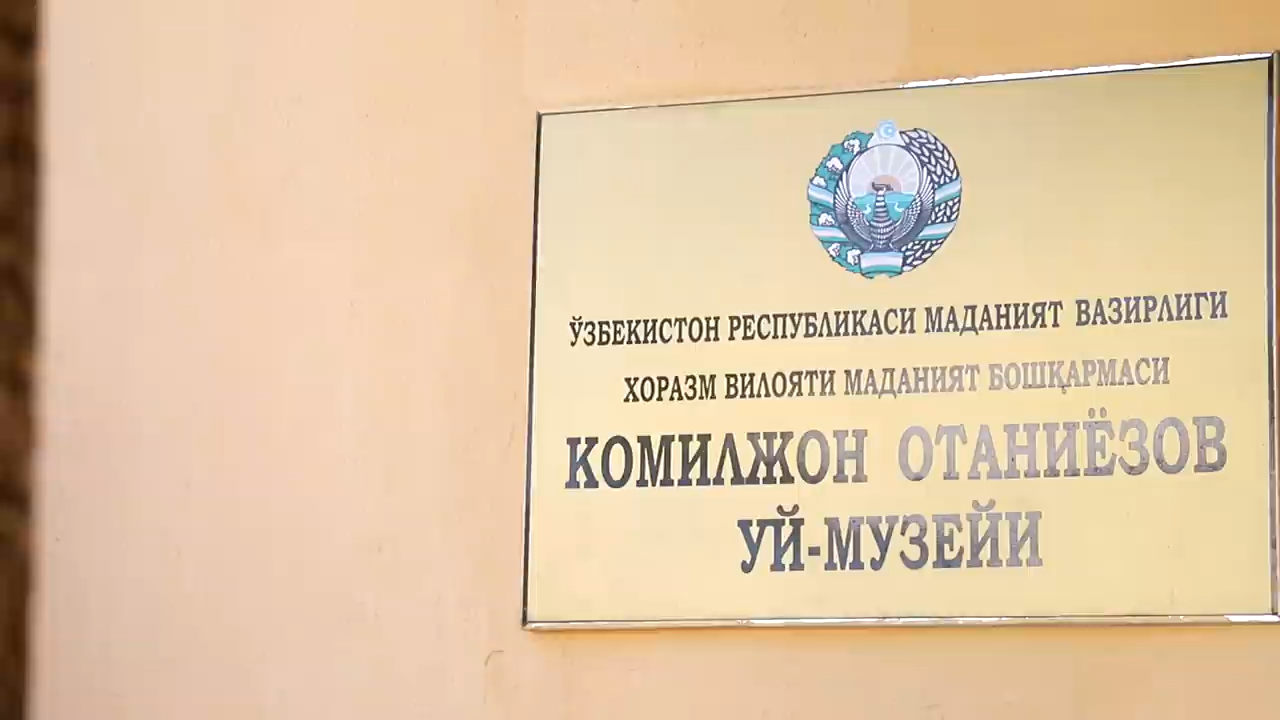 ЎЗБЕКИСТОН РЕСПУБЛИКАСИ МАДАНИЯТ ВАЗИРЛИГИ
ХОРАЗМ ВИЛОЯТИ МАДАНИЯТ БОШҚАРМАСИ
КОМИЛЖОН ОТАНИЁЗОВ
УЙ-МУЗЕЙИ